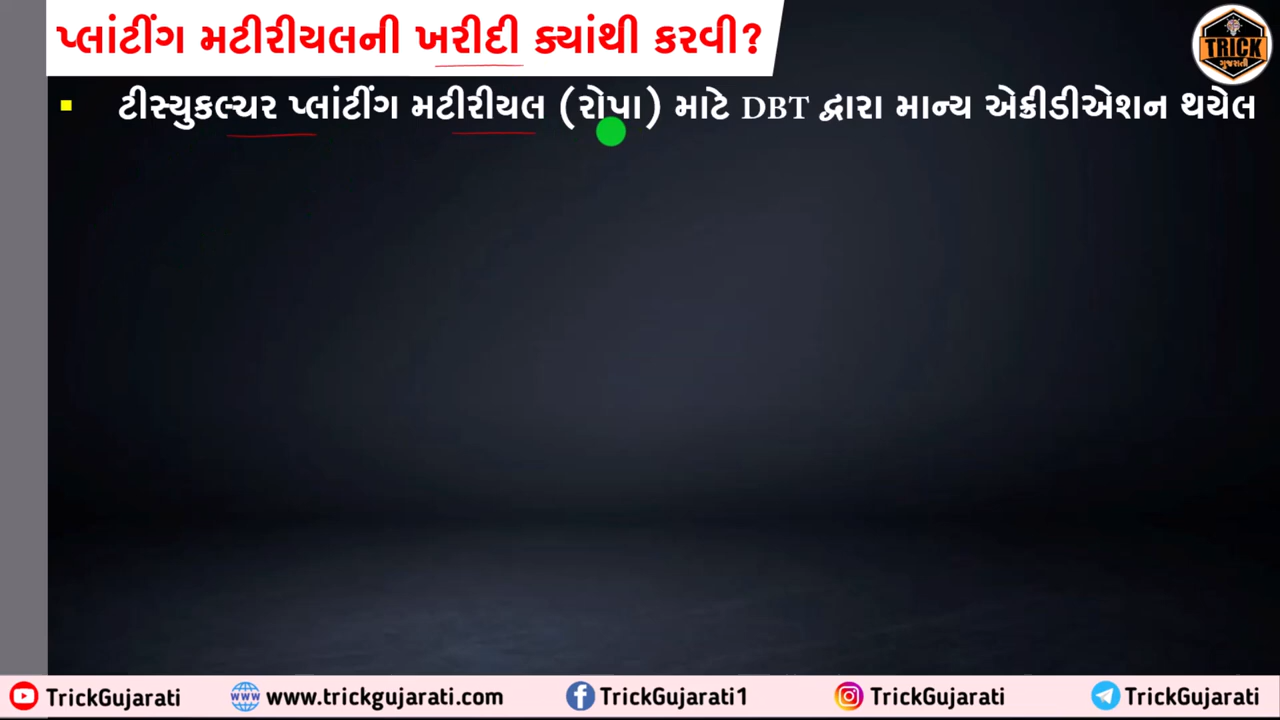 પ્લાંટીંગ મટીરીયલની ખરીદી ક્યાંથી કરવી?
TRICK
ગુજરાતી
▪ ટીસ્યુકલ્ચર પ્લાંટીંગ મટીરીયલ (રોપા) માટે DBT દ્વારા માન્ય એક્રીડીએશન થયેલ
TrickGujarati www.trickgujarati.com TrickGujarati1 TrickGujarati TrickGujarati